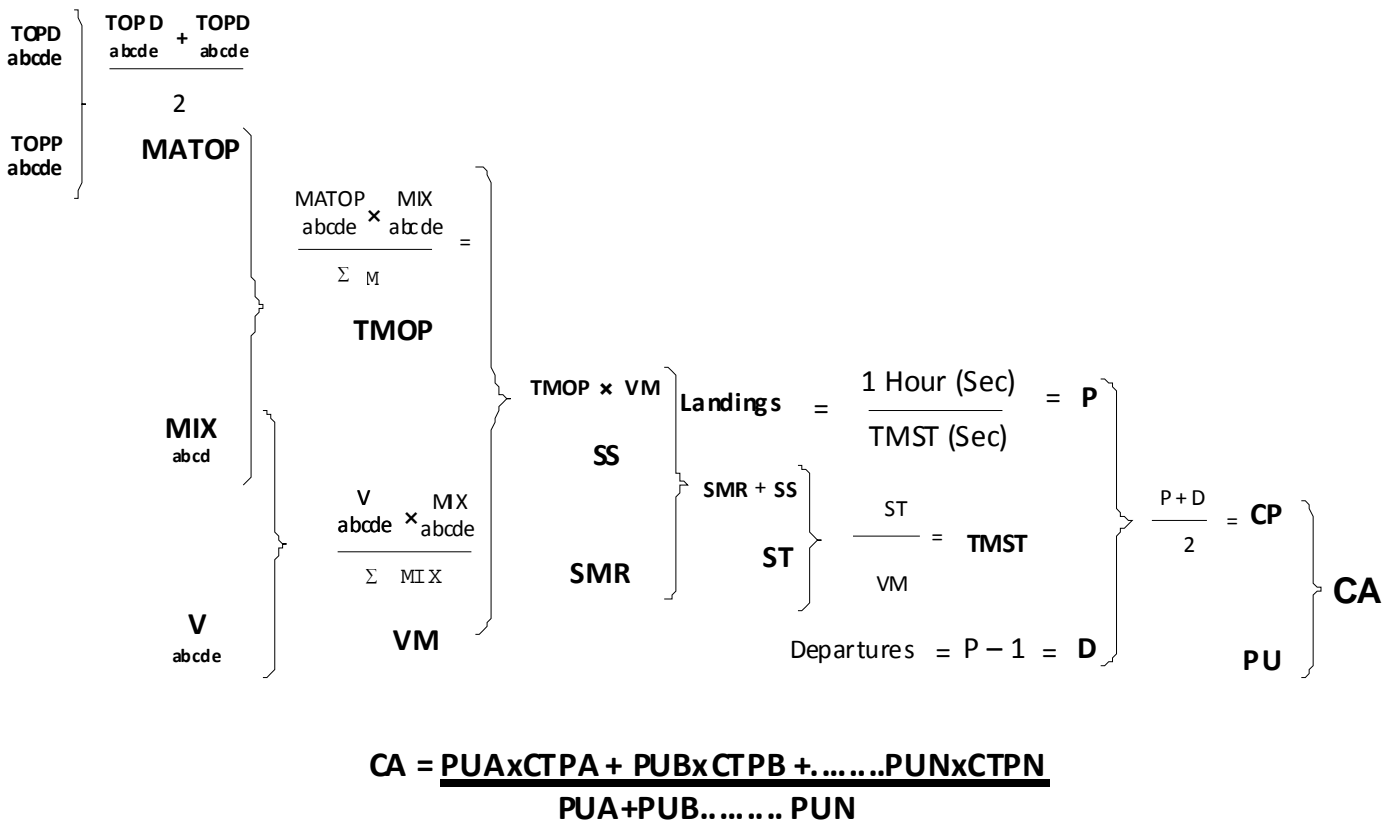 TOPD
abcde
TOPD + TOPD
abcde abcde
2
TOPP
abcde
MATOP
MATOP × MIX
abcde abcde
=
Σ M
TMOP
MIX
abcd
V × MIX
abcde abcde
Σ MIX
VM
V
abcde
TMOP × VM
SS
SMR
Landings = 1 Hour (Sec) = P
TMST (Sec)
SMR + SS
ST
ST = TMST
VM
Departures = P – 1 = D
P + D = CP
2
PU
CA
CA = PUAxCTPA + PUBxCTPB +........PUNxCTPN
PUA+PUB......... PUN